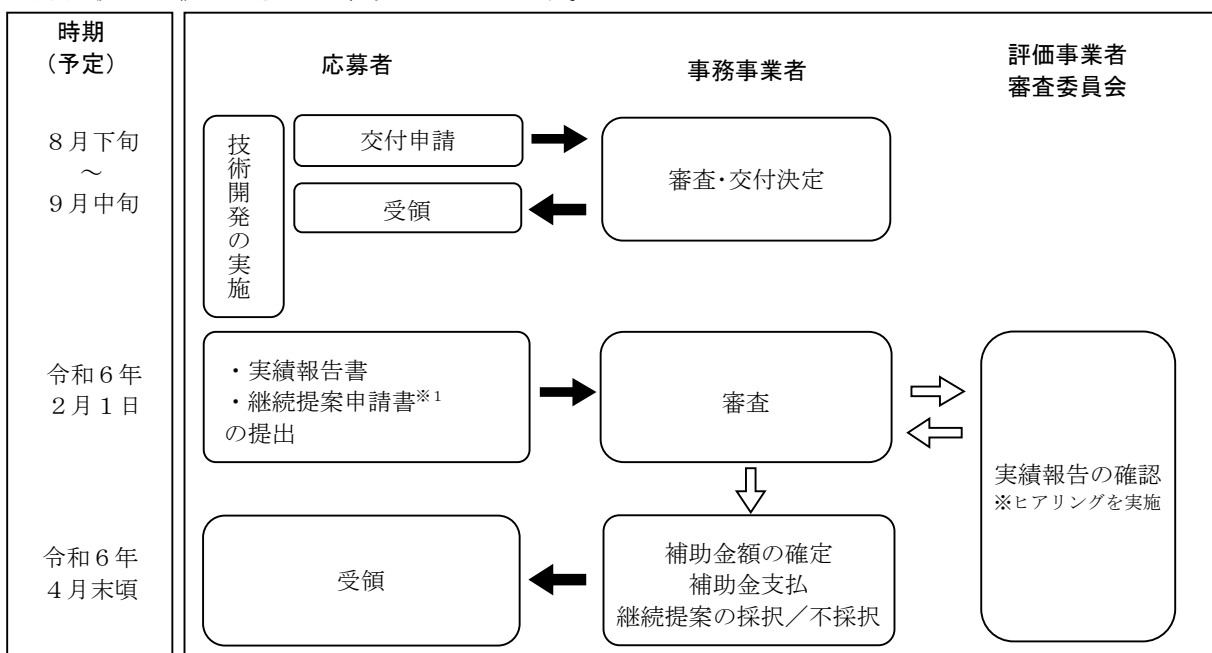 時期
（予定）
応募者
事務事業者
評価事業者
審査委員会
８月下旬
～
９月中旬
技術開発の実施
交付申請
受領
審査・交付決定
令和６年
２月１日
・実績報告書
・継続提案申請書※1
の提出
審査
実績報告の確認
※ヒアリングを実施
令和６年
４月末頃
受領
補助金額の確定
補助金支払
継続提案の採択／不採択